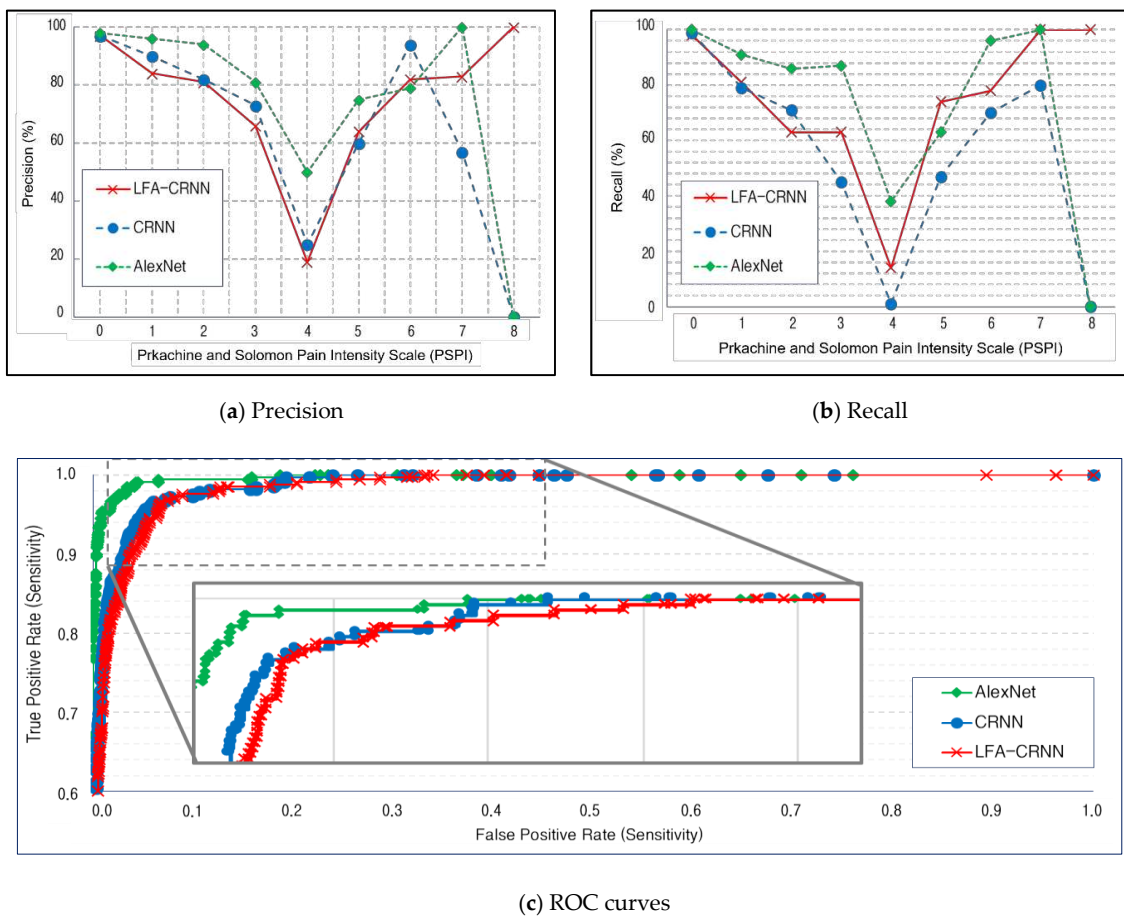 100
80
60
40
20
0
Precision (%)
LFA-CRNN
CRNN
AlexNet
0 1 2 3 4 5 6 7 8
Prkachine and Solomon Pain Intensity Scale (PSPI)
(a) Precision
100
80
60
40
20
0
Recall (%)
LFA-CRNN
CRNN
AlexNet
0 1 2 3 4 5 6 7 8
Prkachine and Solomon Pain Intensity Scale (PSPI)
(b) Recall
1.0
0.9
0.8
0.7
0.6
True Positive Rate (Sensitivity)
AlexNet
CRNN
LFA-CRNN
0.0 0.1 0.2 0.3 0.4 0.5 0.6 0.7 0.8 0.9 1.0
False Positive Rate (Sensitivity)
(c) ROC curves